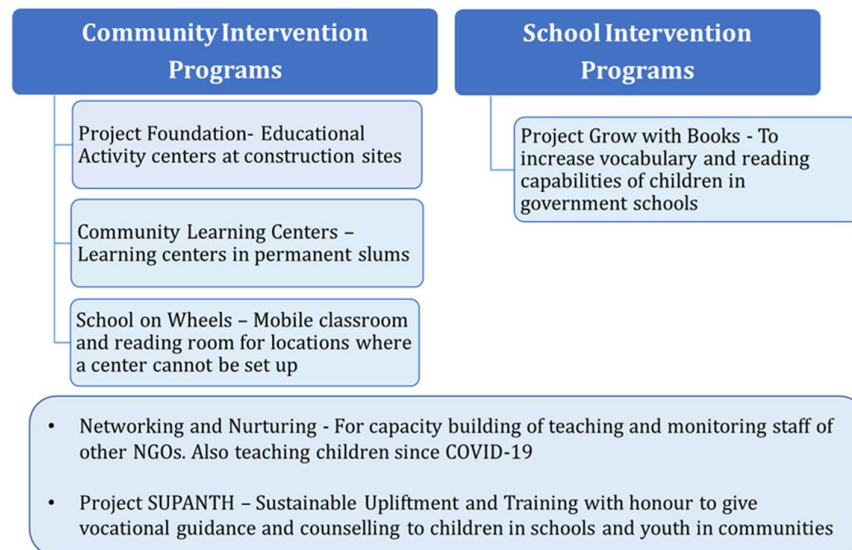 Community Intervention
Programs
Project Foundation- Educational
Activity centers at construction sites
Community Learning Centers –
Learning centers in permanent slums
School on Wheels – Mobile classroom
and reading room for locations where
a center cannot be set up
School Intervention
Programs
Project Grow with Books - To
increase vocabulary and reading
capabilities of children in
government schools
• Networking and Nurturing - For capacity building of teaching and monitoring staff of
other NGOs. Also teaching children since COVID-19
• Project SUPANTH – Sustainable Upliftment and Training with honour to give
vocational guidance and counselling to children in schools and youth in communities